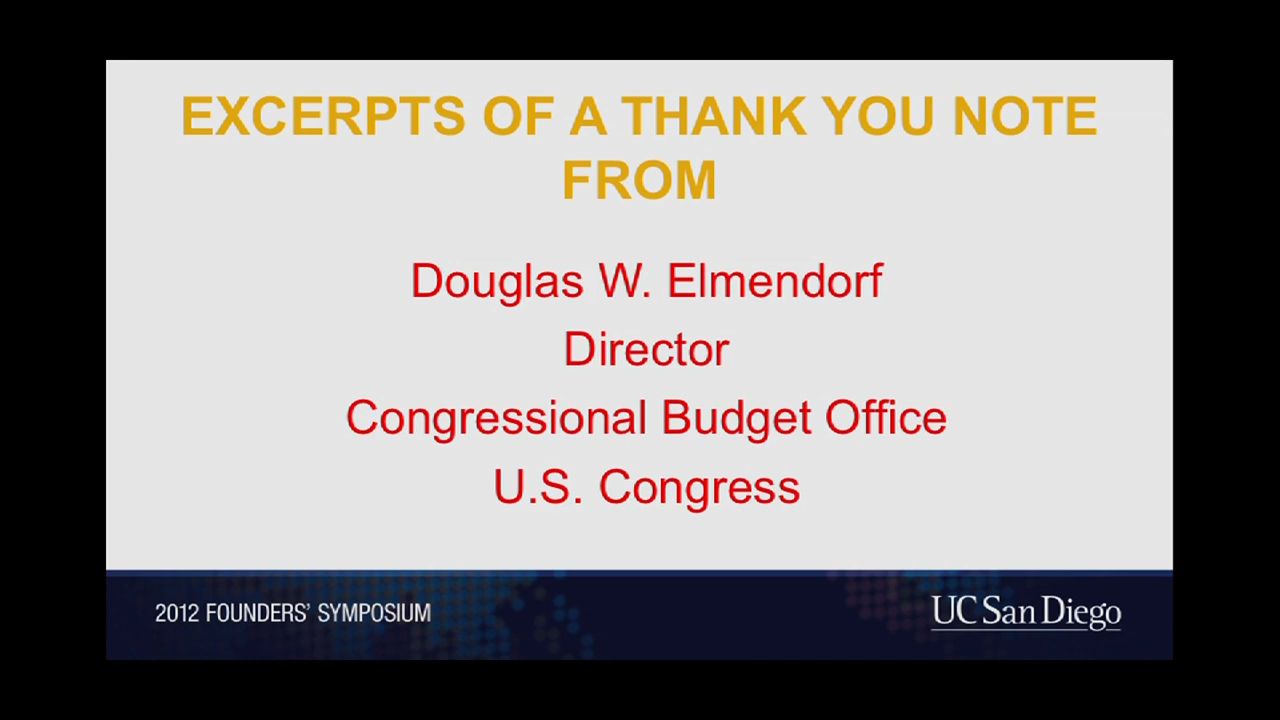 EXCERPTS OF A THANK YOU NOTE
FROM
Douglas W. Elmendorf
Director
Congressional Budget Office
U.S. Congress
2012 FOUNDERS’ SYMPOSIUM
UC San Diego